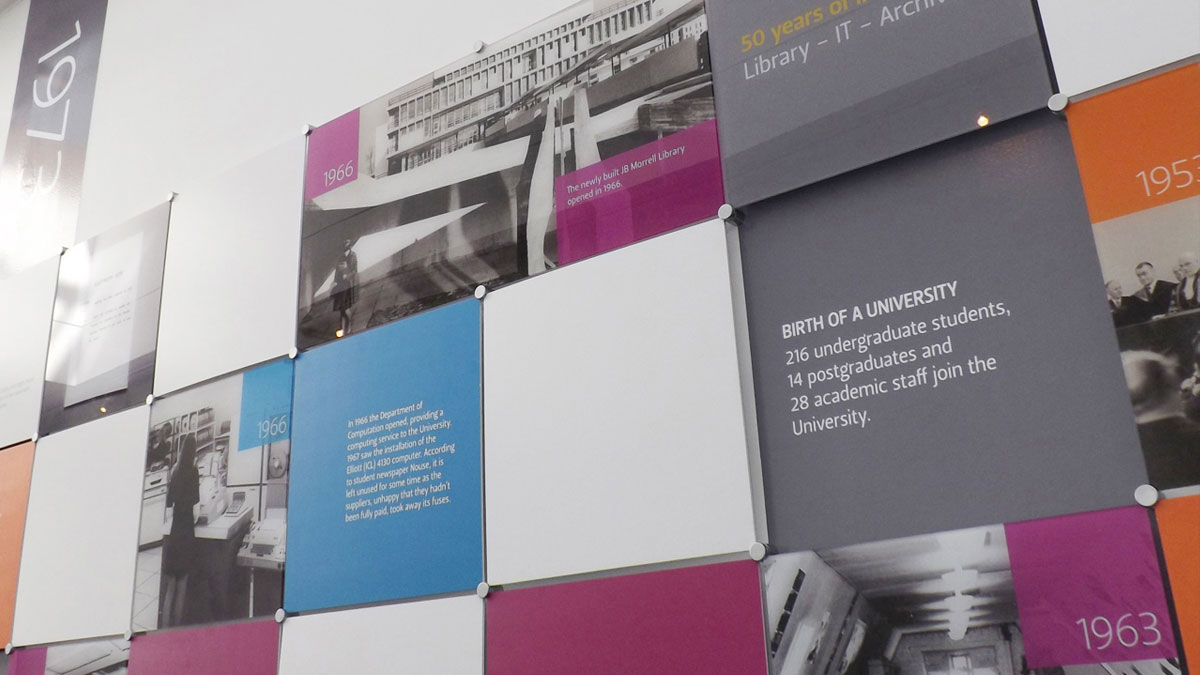 50 years of
Library – IT –
1966
The newly built JB Morrell Library
opened in 1966.
1953
BIRTH OF A UNIVERSITY
216 undergraduate students,
14 postgraduates and
28 academic staff join the
University.
1966
In 1966 the Department of
Computation opened, providing a
computing service to the University.
1967 saw the installation of the
Elliott (ICL) 4130 computer. According
to student newspaper Nouse, it is
left unused for some time as the
suppliers, unhappy that they hadn't
been fully paid, took away its fuses.
1963